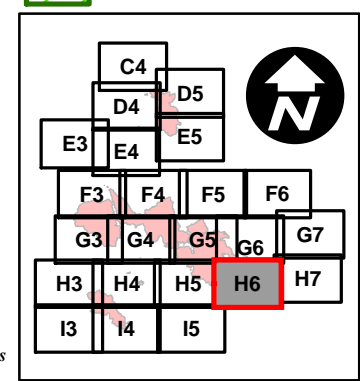 C4
D4 D5
E3 E4 E5
F3 F4 F5 F6
G3 G4 G5 G6 G7
H3 H4 H5 H6 H7
I3 I4 I5
N
s